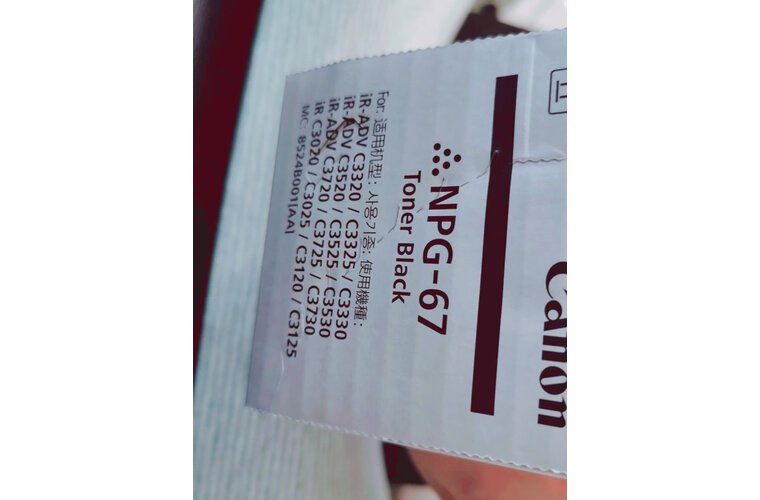 Canon
NPG-67
Toner Black
For: 适用机型: 사용기종: 使用機種:
iR-ADV C3320 / C3325 / C3330
iR-ADV C3520 / C3525 / C3530
iR-ADV C3720 / C3725 / C3730
iR C3020 / C3025 / C3120 / C3125
MC: 8524B001[AA]